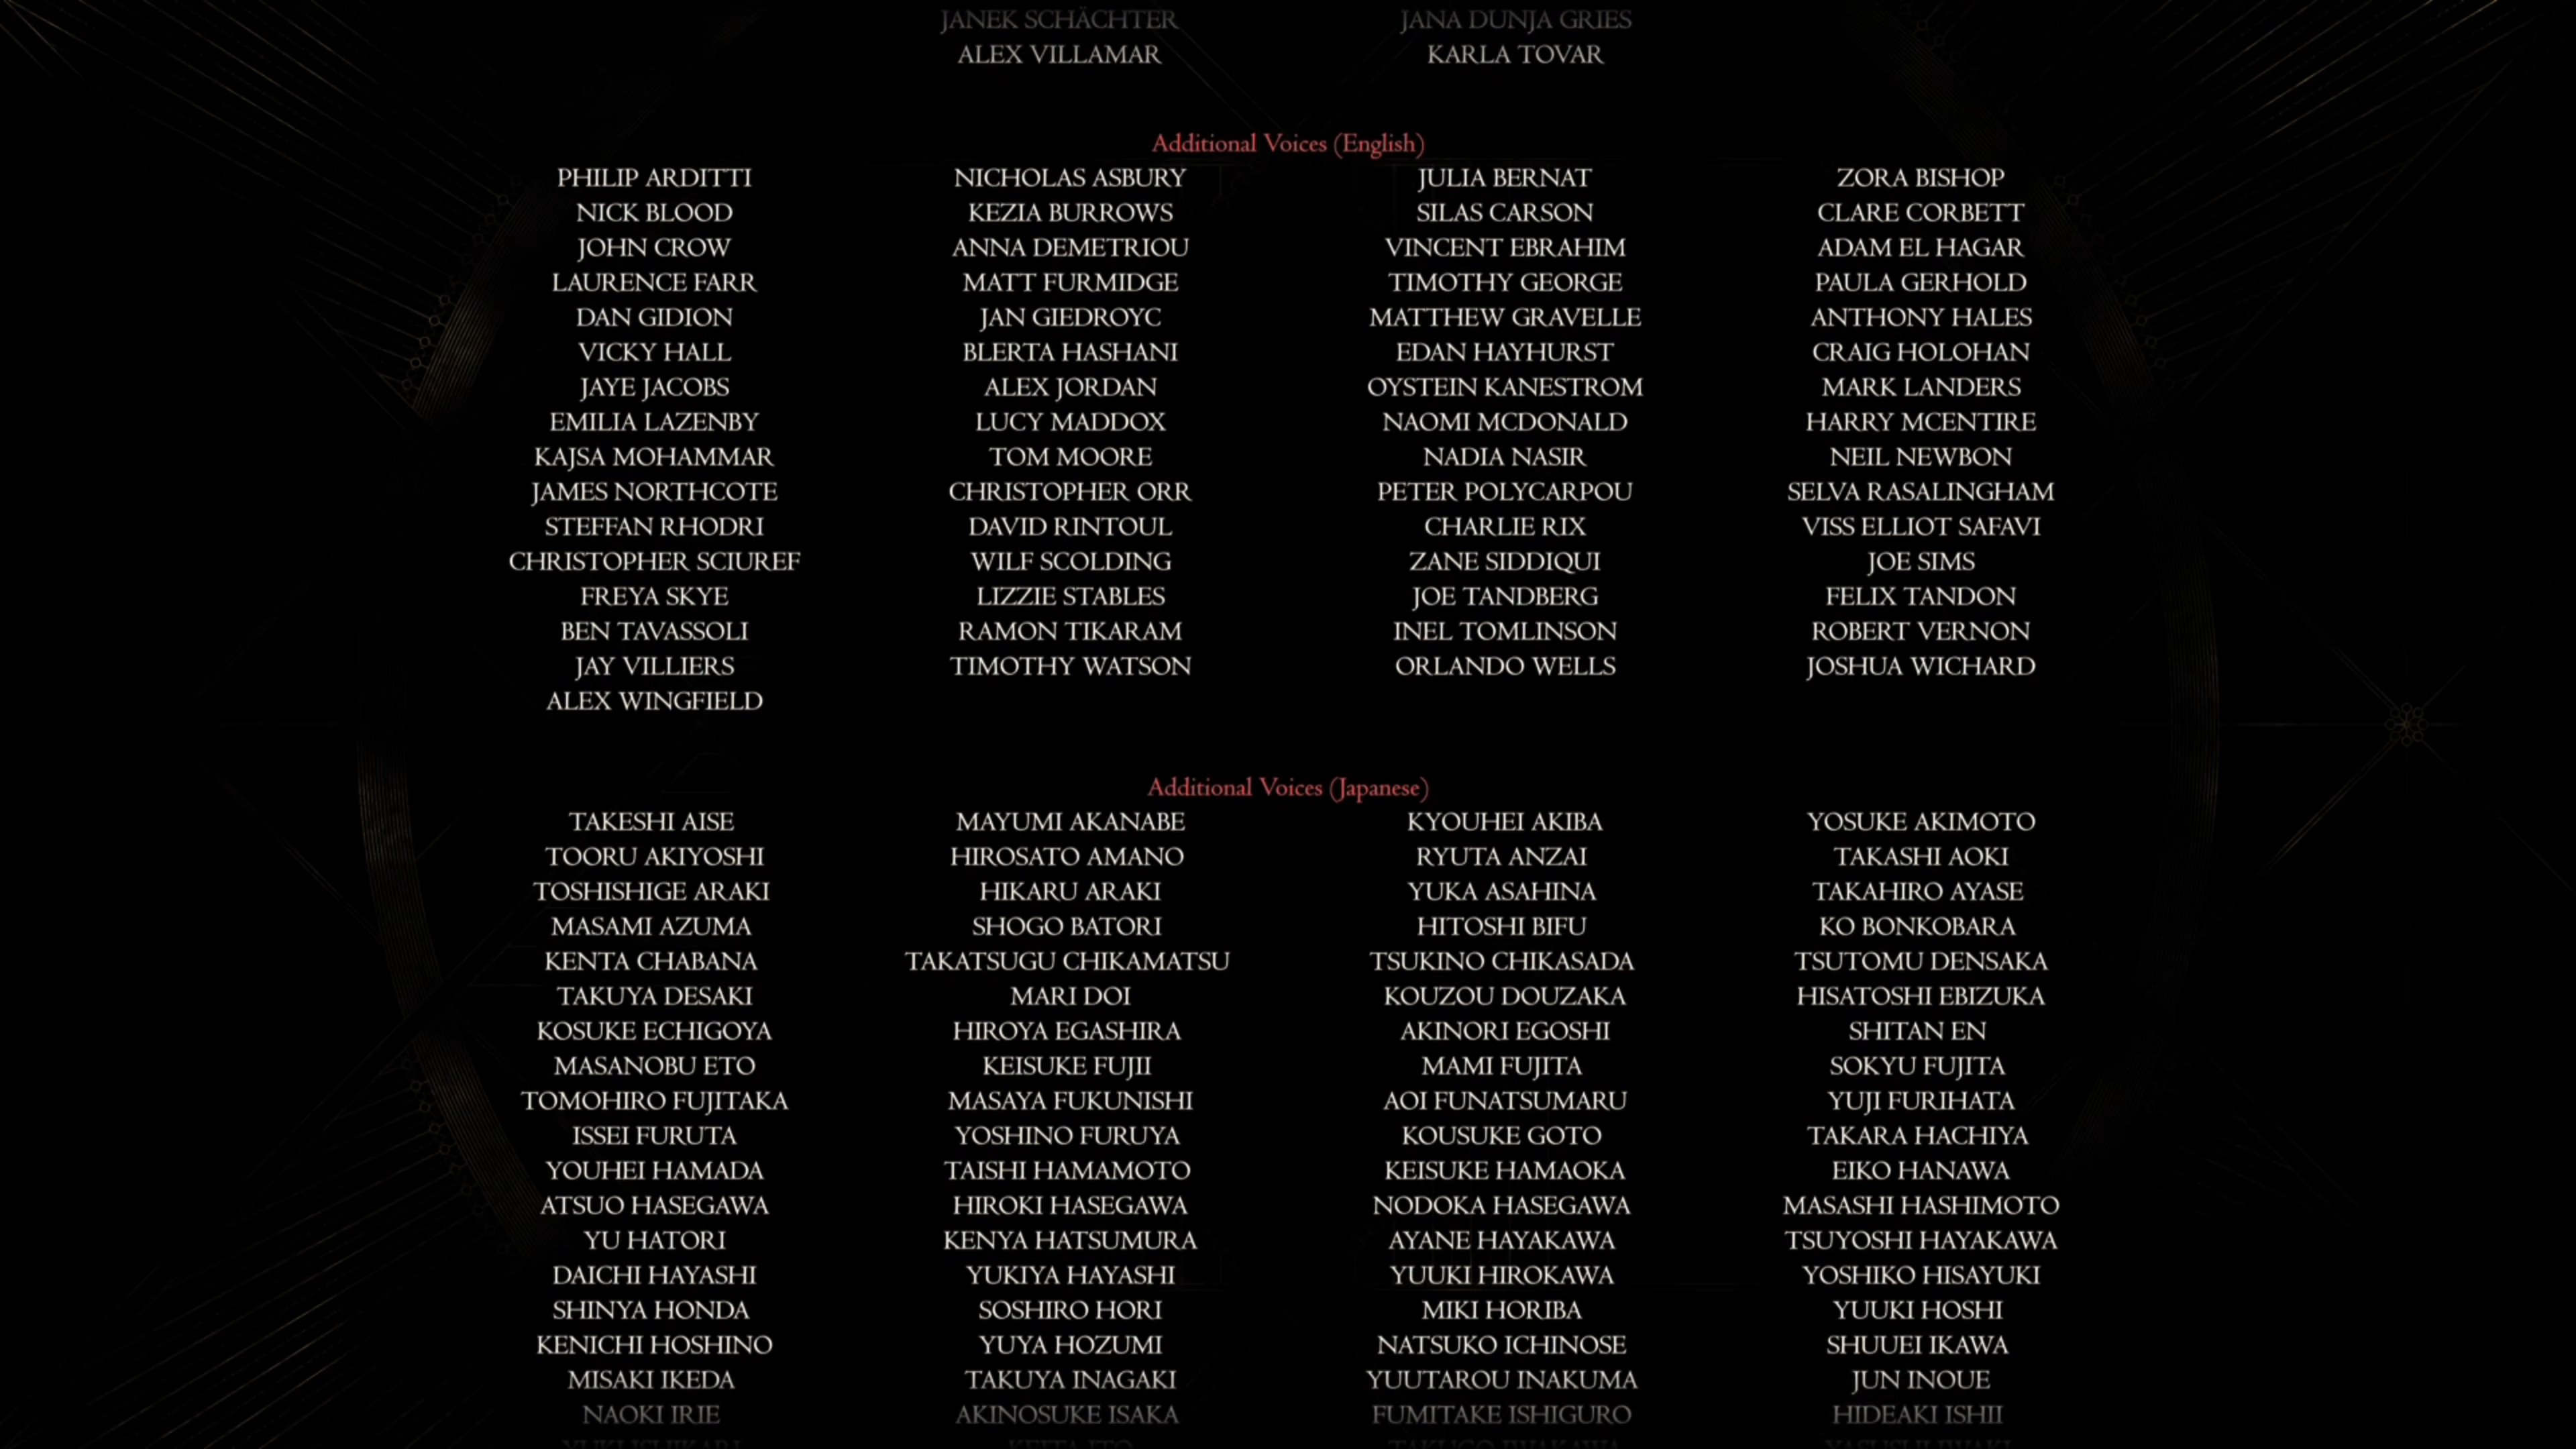 JANEK SCHÄCHTER JANA DUNJA GRIES
ALEX VILLAMAR KARLA TOVAR
Additional Voices (English)
PHILIP ARDITTI NICHOLAS ASBURY JULIA BERNAT ZORA BISHOP
NICK BLOOD KEZIA BURROWS SILAS CARSON CLARE CORBETT
JOHN CROW ANNA DEMETRIOU VINCENT EBRAHIM ADAM EL HAGAR
LAURENCE FARR MATT FURMIDGE TIMOTHY GEORGE PAULA GERHOLD
DAN GIDION JAN GIEDROYC MATTHEW GRAVELLE ANTHONY HALES
VICKY HALL BLERTA HASHANI EDAN HAYHURST CRAIG HOLOHAN
JAYE JACOBS ALEX JORDAN OYSTEIN KANESTROM MARK LANDERS
EMILIA LAZENBY LUCY MADDOX NAOMI MCDONALD HARRY MCENTIRE
KAJSA MOHAMMAR TOM MOORE NADIA NASIR NEIL NEWBON
JAMES NORTHCOTE CHRISTOPHER ORR PETER POLYCARPOU SELVA RASALINGHAM
STEFFAN RHODRI DAVID RINTOUL CHARLIE RIX VISS ELLIOT SAFAVI
CHRISTOPHER SCIUREF WILF SCOLDING ZANE SIDDIQUI JOE SIMS
FREYA SKYE LIZZIE STABLES JOE TANDBERG FELIX TANDON
BEN TAVASSOLI RAMON TIKARAM INEL TOMLINSON ROBERT VERNON
JAY VILLIERS TIMOTHY WATSON ORLANDO WELLS JOSHUA WICHARD
ALEX WINGFIELD
Additional Voices (Japanese)
TAKESHI AISE MAYUMI AKANABE KYOUHEI AKIBA YOSUKE AKIMOTO
TOORU AKIYOSHI HIROSATO AMANO RYUTA ANZAI TAKASHI AOKI
TOSHISHIGE ARAKI HIKARU ARAKI YUKA ASAHINA TAKAHIRO AYASE
MASAMI AZUMA SHOGO BATORI HITOSHI BIFU KO BONKOBARA
KENTA CHABANA TAKATSUGU CHIKAMATSU TSUKINO CHIKASADA TSUTOMU DENSAKA
TAKUYA DESAKI MARI DOI KOUZOU DOUZAKA HISATOSHI EBIZUKA
KOSUKE ECHIGOYA HIROYA EGASHIRA AKINORI EGOSHI SHITAN EN
MASANOBU ETO KEISUKE FUJII MAMI FUJITA SOKYU FUJITA
TOMOHIRO FUJITAKA MASAYA FUKUNISHI AOI FUNATSUMARU YUJI FURIHATA
ISSEI FURUTA YOSHINO FURUYA KOUSUKE GOTO TAKARA HACHIYA
YOUHEI HAMADA TAISHI HAMAMOTO KEISUKE HAMAOKA EIKO HANAWA
ATSUO HASEGAWA HIROKI HASEGAWA NODOKA HASEGAWA MASASHI HASHIMOTO
YU HATORI KENYA HATSUMURA AYANE HAYAKAWA TSUYOSHI HAYAKAWA
DAICHI HAYASHI YUKIYA HAYASHI YUUKI HIROKAWA YOSHIKO HISAYUKI
SHINYA HONDA SOSHIRO HORI MIKI HORIBA YUUKI HOSHI
KENICHI HOSHINO YUYA HOZUMI NATSUKO ICHINOSE SHUUEI IKAWA
MISAKI IKEDA TAKUYA INAGAKI YUUTAROU INAKUMA JUN INOUE
NAOKI IRIE AKINOSUKE ISAKA FUMITAKE ISHIGURO HIDEAKI ISHII